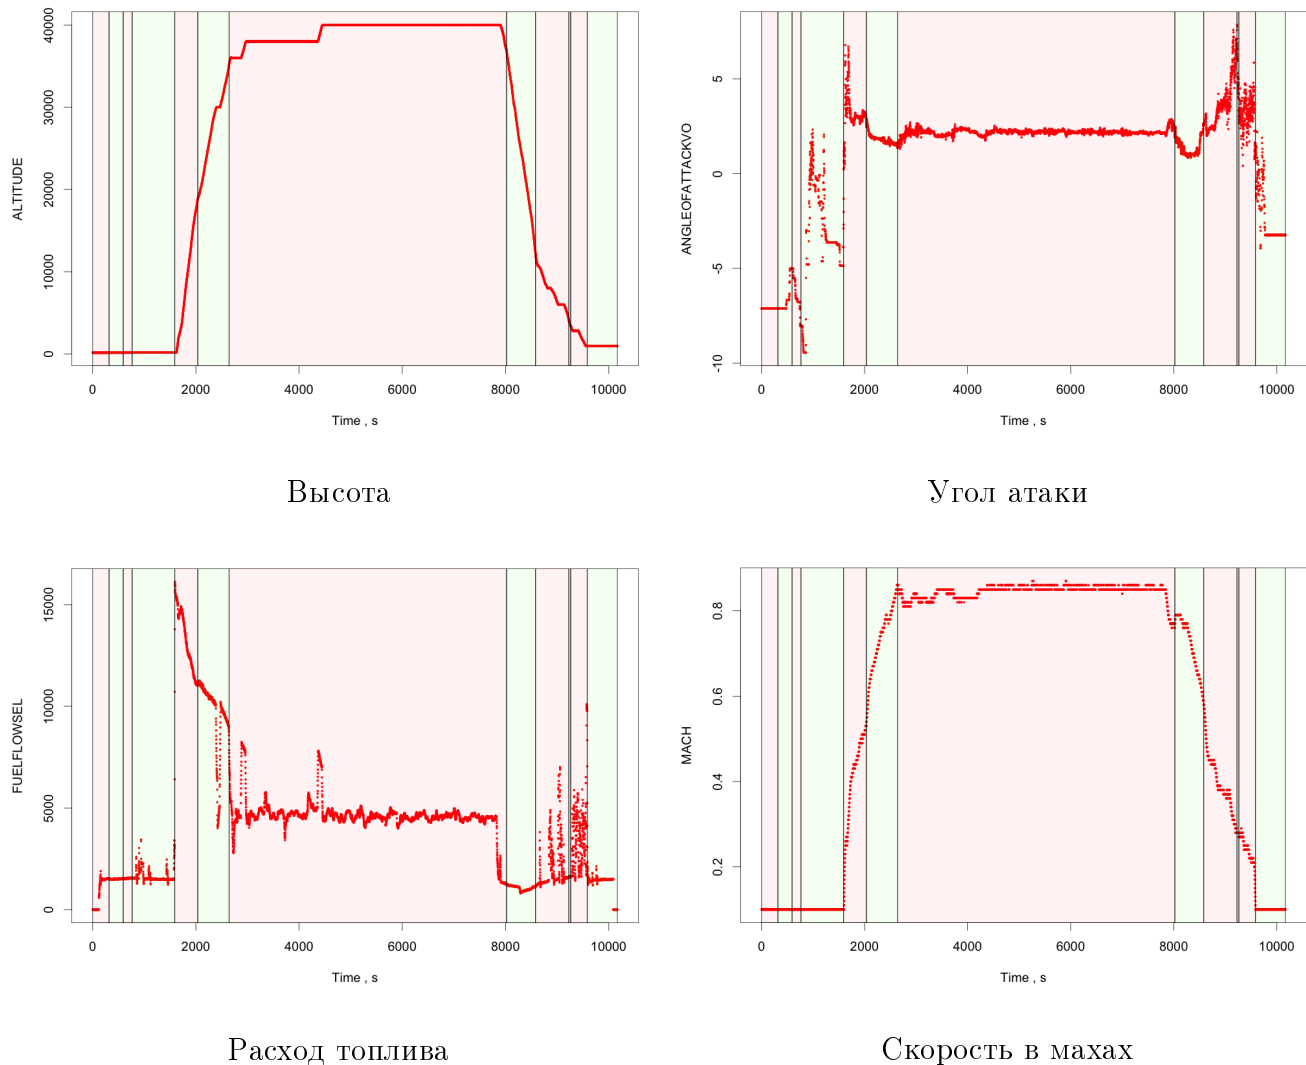 ALTITUDE
40000
30000
20000
10000
0
0 2000 4000 6000 8000 10000
Time , s
Высота
ANGLEOFATTACKVO
5
0
-5
-10
0 2000 4000 6000 8000 10000
Time , s
Угол атаки
FUELFLOWSEL
15000
10000
5000
0
0 2000 4000 6000 8000 10000
Time , s
Расход топлива
MACH
0.8
0.6
0.4
0.2
0 2000 4000 6000 8000 10000
Time , s
Скорость в махах